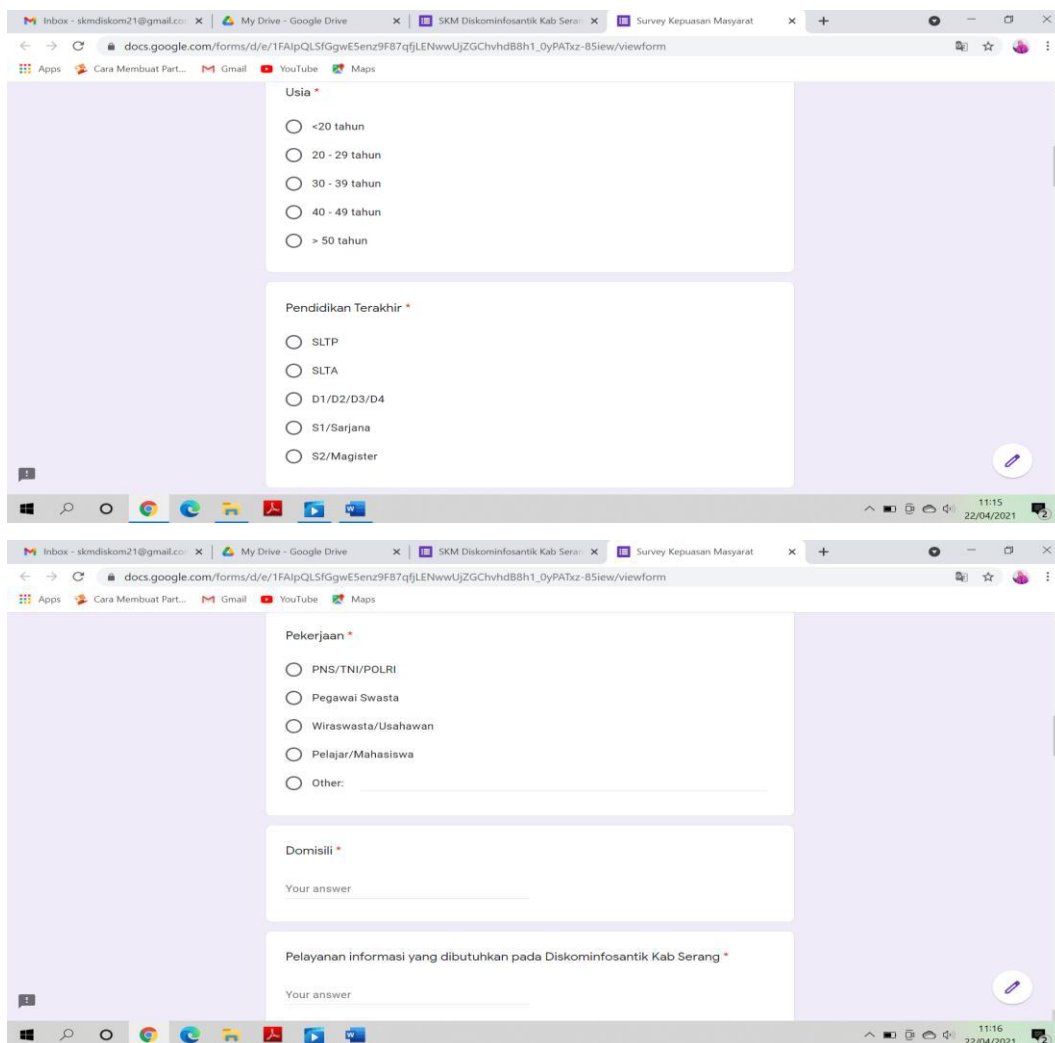 Inbox - skmdiskom21@gmail.co
My Drive - Google Drive
SKM Diskominfosantik Kab Seran
Survey Kepuasan Masyarat
docs.google.com/forms/d/e/1FAIpQLSfGgwE5enz9F87qfjLENwwUjZGChvhdB8h1_0yPATxz-85iew/viewform
Apps
Cara Membuat Part...
Gmail
YouTube
Maps
Usia *
<20 tahun
20 - 29 tahun
30 - 39 tahun
40 - 49 tahun
> 50 tahun
Pendidikan Terakhir *
SLTP
SLTA
D1/D2/D3/D4
S1/Sarjana
S2/Magister
11:15
22/04/2021
Inbox - skmdiskom21@gmail.co
My Drive - Google Drive
SKM Diskominfosantik Kab Seran
Survey Kepuasan Masyarat
docs.google.com/forms/d/e/1FAIpQLSfGgwE5enz9F87qfjLENwwUjZGChvhdB8h1_0yPATxz-85iew/viewform
Apps
Cara Membuat Part...
Gmail
YouTube
Maps
Pekerjaan *
PNS/TNI/POLRI
Pegawai Swasta
Wiraswasta/Usahawan
Pelajar/Mahasiswa
Other:
Domisili *
Your answer
Pelayanan informasi yang dibutuhkan pada Diskominfosantik Kab Serang *
Your answer
11:16
22/04/2021